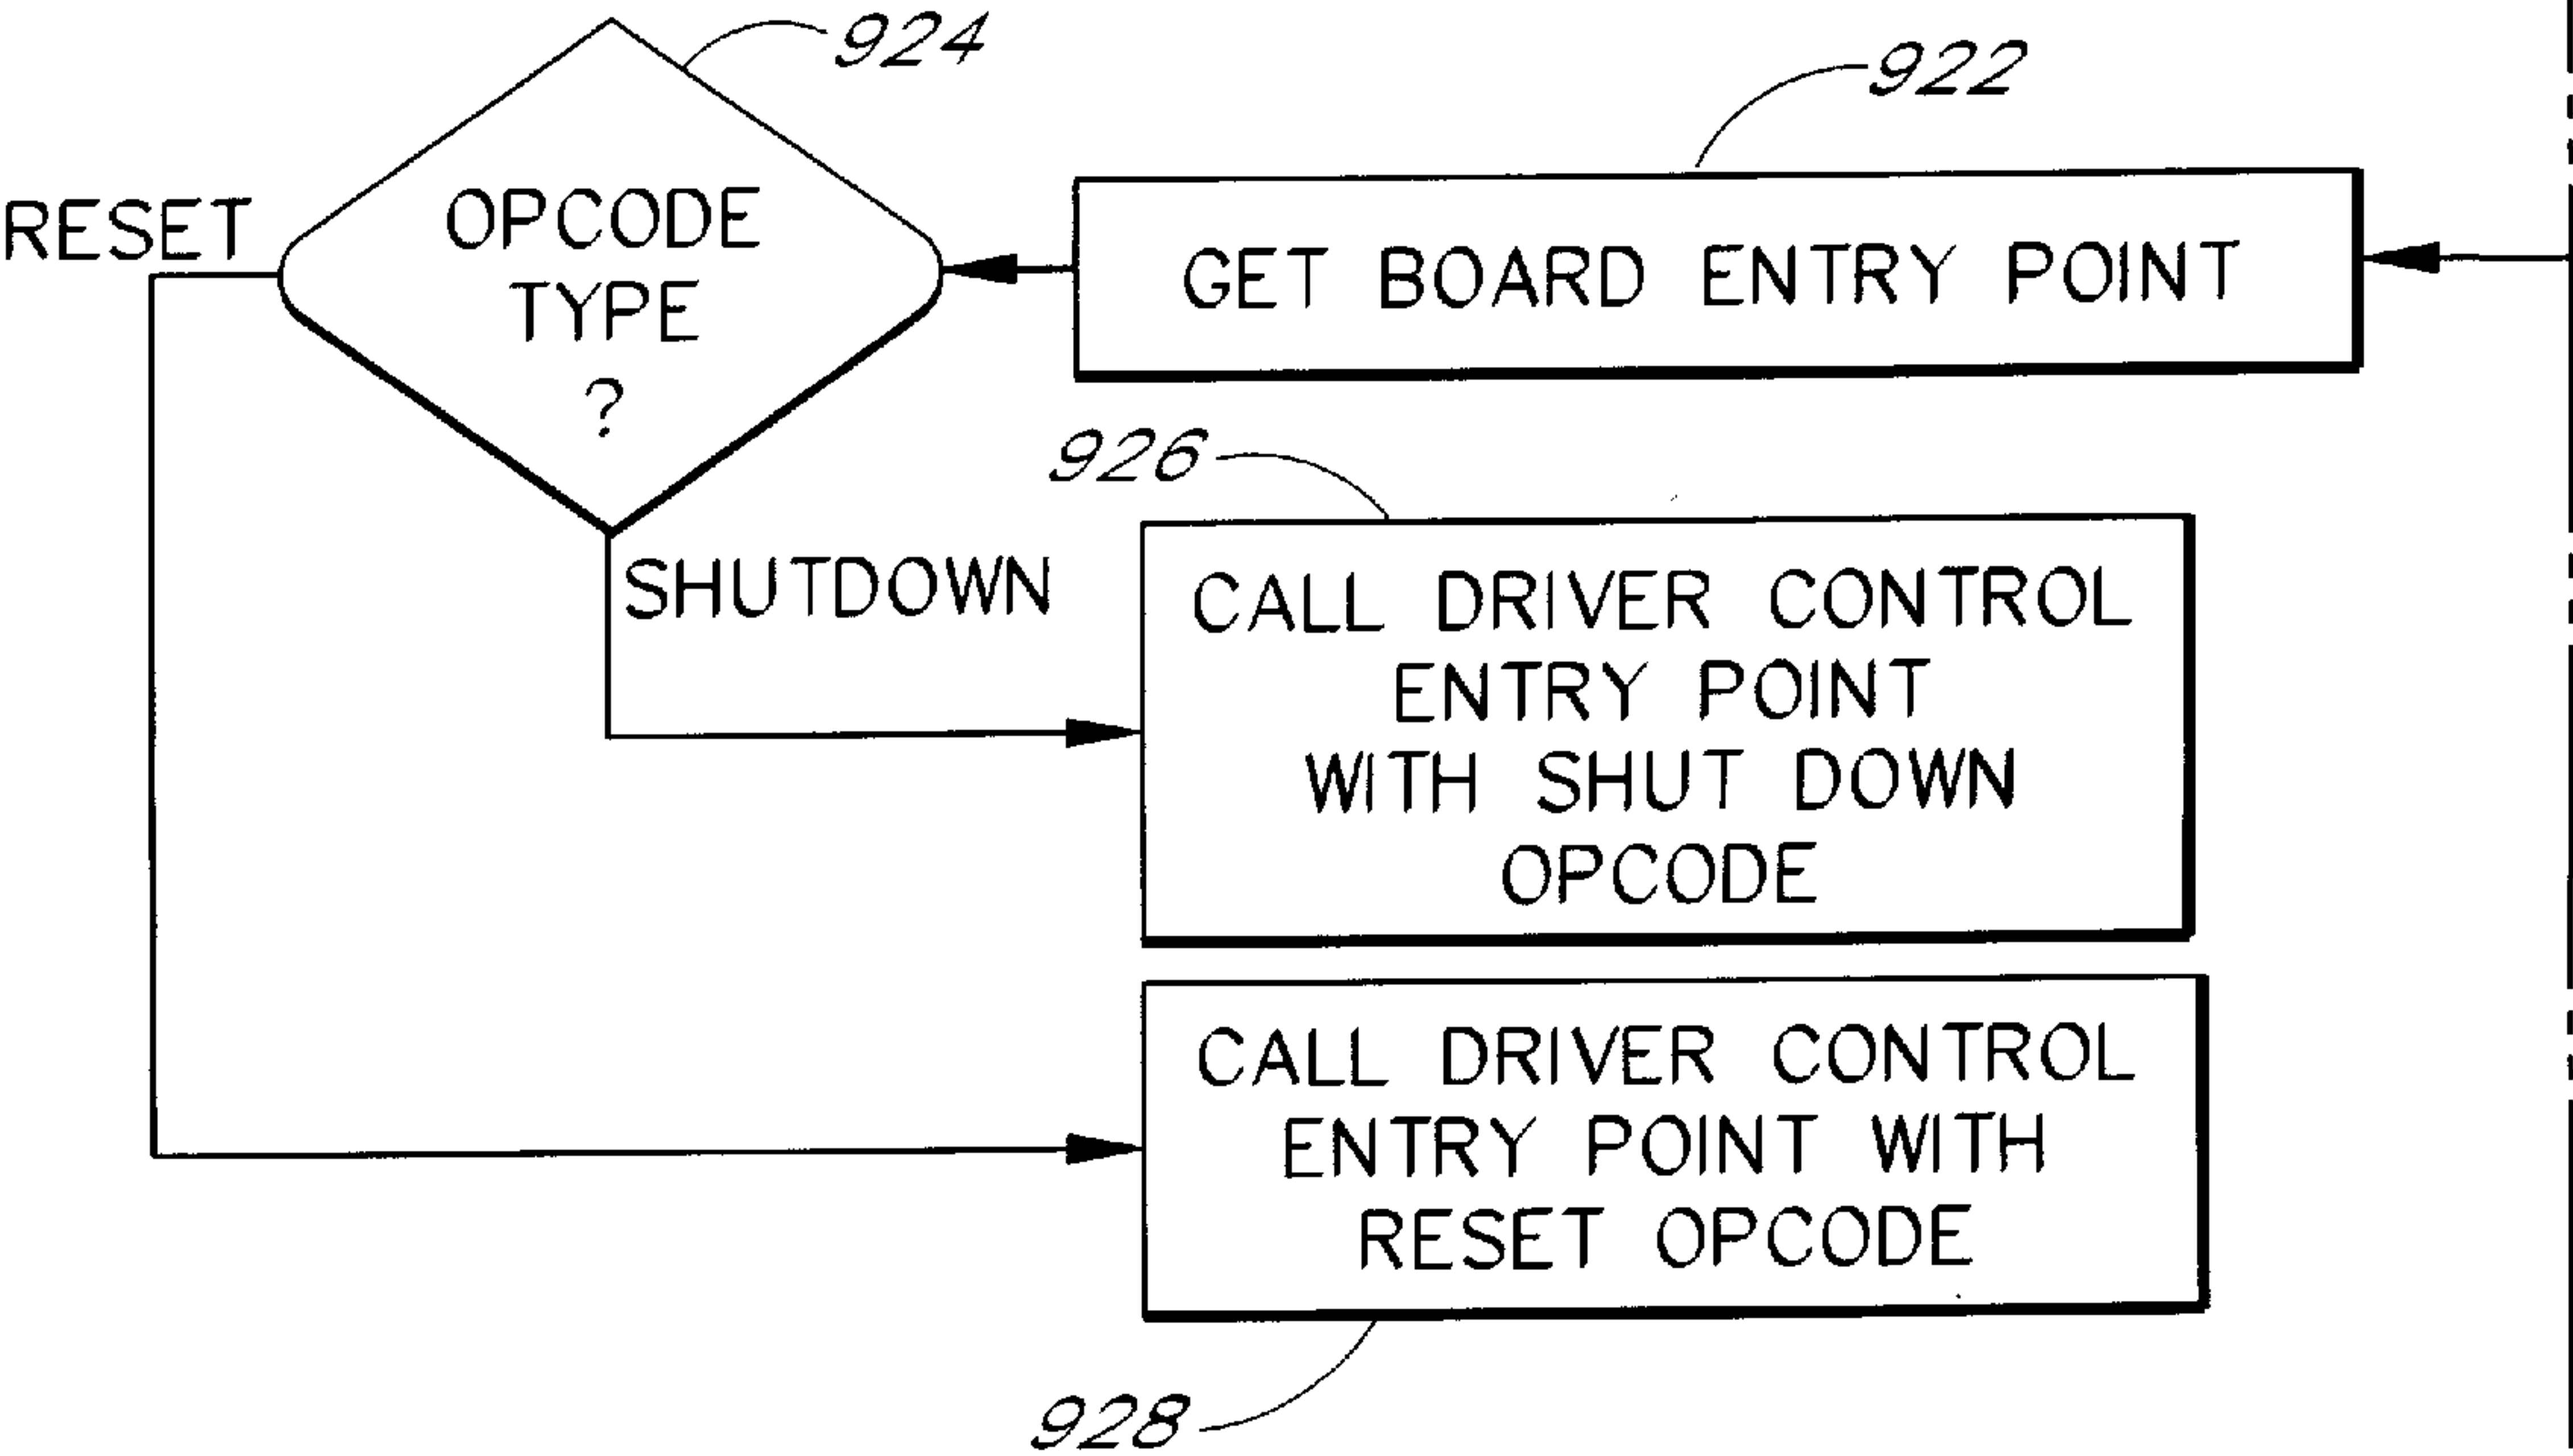 924
922
RESET
OPCODE
TYPE
?
GET BOARD ENTRY POINT
926
SHUTDOWN
CALL DRIVER CONTROL
ENTRY POINT
WITH SHUT DOWN
OPCODE
CALL DRIVER CONTROL
ENTRY POINT WITH
RESET OPCODE
928